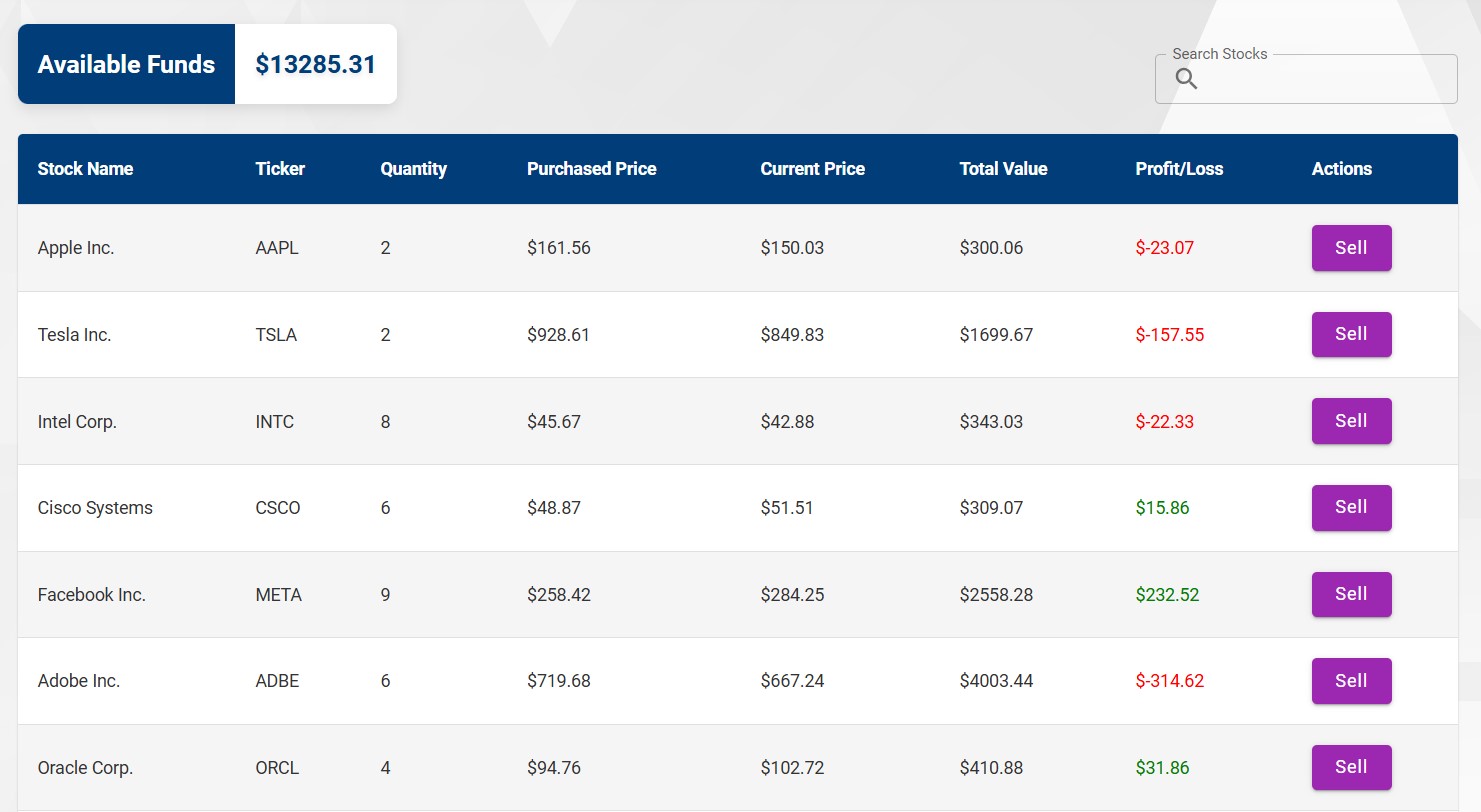 Available Funds $13285.31
Search Stocks
Stock Name Ticker Quantity Purchased Price Current Price Total Value Profit/Loss Actions
Apple Inc. AAPL 2 $161.56 $150.03 $300.06 $-23.07 Sell
Tesla Inc. TSLA 2 $928.61 $849.83 $1699.67 $-157.55 Sell
Intel Corp. INTC 8 $45.67 $42.88 $343.03 $-22.33 Sell
Cisco Systems CSCO 6 $48.87 $51.51 $309.07 $15.86 Sell
Facebook Inc. META 9 $258.42 $284.25 $2558.28 $232.52 Sell
Adobe Inc. ADBE 6 $719.68 $667.24 $4003.44 $-314.62 Sell
Oracle Corp. ORCL 4 $94.76 $102.72 $410.88 $31.86 Sell